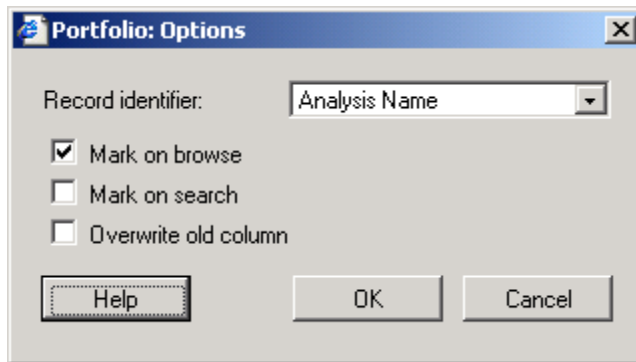 Portfolio: Options
Record identifier: Analysis Name
Mark on browse
Mark on search
Overwrite old column
Help OK Cancel